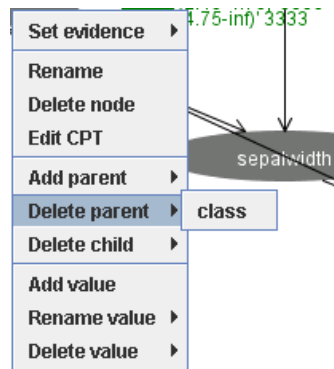 4.75-inf)' 3333
Set evidence
Rename
Delete node
Edit CPT
sepalwidth
Add parent
Delete parent
class
Delete child
Add value
Rename value
Delete value